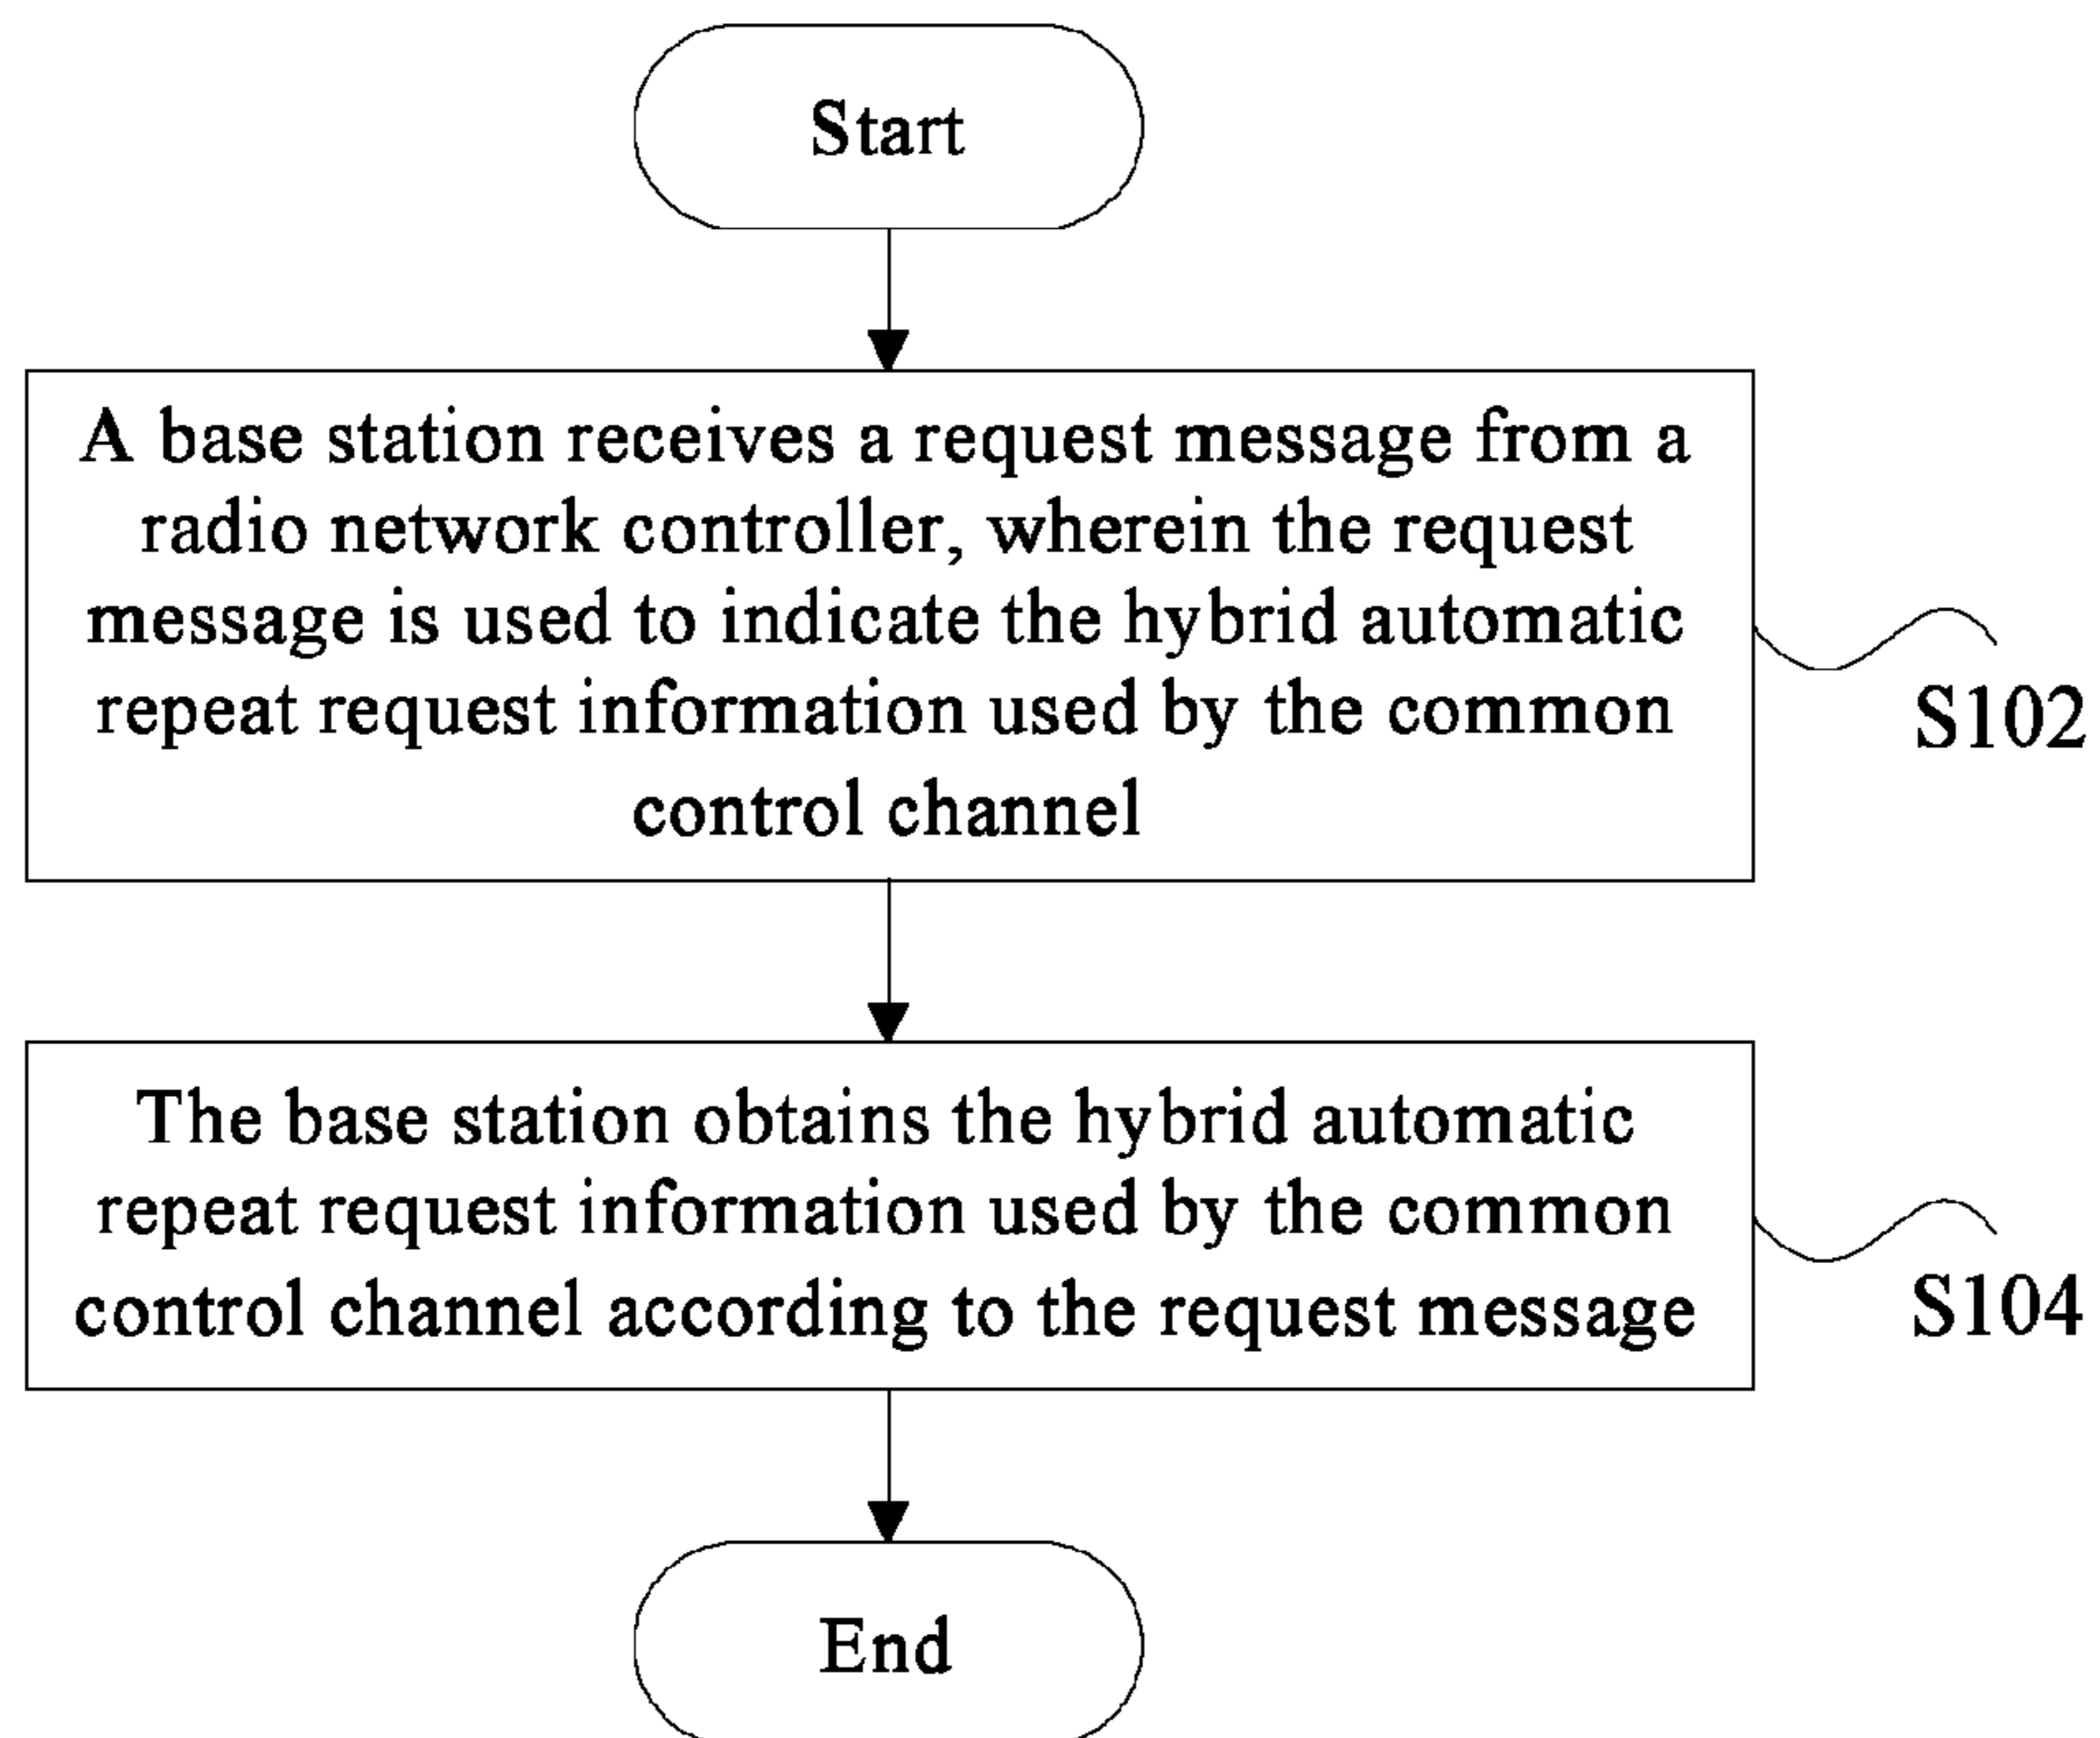 Start
A base station receives a request message from a
radio network controller, wherein the request
message is used to indicate the hybrid automatic
repeat request information used by the common
control channel
S102
The base station obtains the hybrid automatic
repeat request information used by the common
control channel according to the request message
S104
End